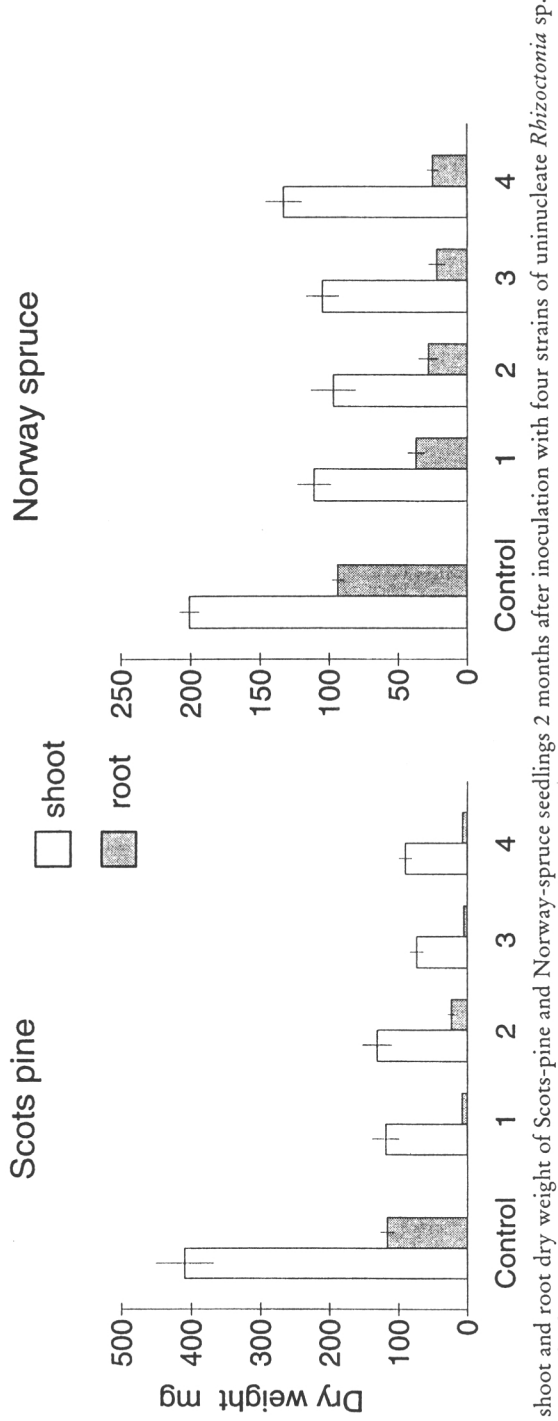 Scots pine
Norway spruce
shoot
root
Dry weight mg
500
400
300
200
100
0
Control 1 2 3 4
250
200
150
100
50
0
Control 1 2 3 4
shoot and root dry weight of Scots-pine and Norway-spruce seedlings 2 months after inoculation with four strains of uninucleate Rhizoctonia sp.